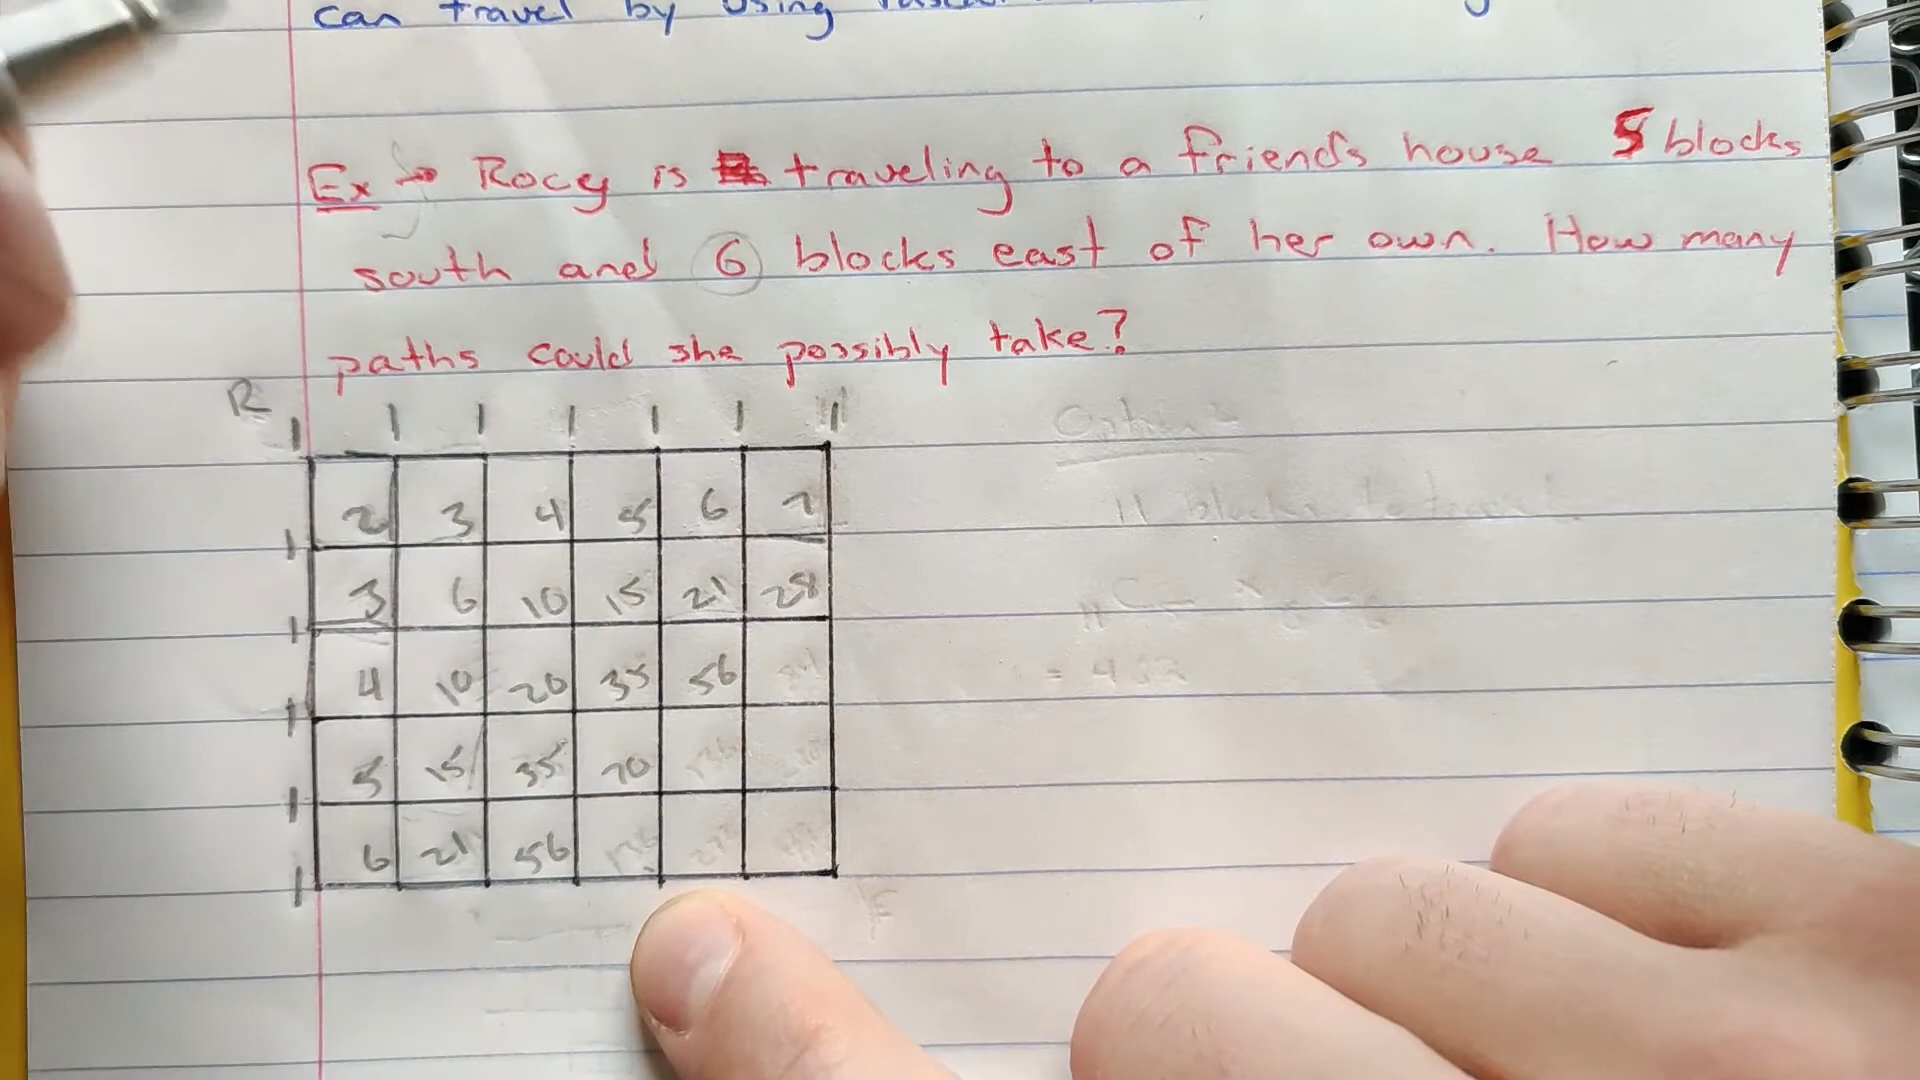 can travel by using
Ex → Rocy is traveling to a friend's house 5 blocks
south and 6 blocks east of her own. How many
paths could she possibly take?
R
1 1 1 1 1 1 1
2 3 4 5 6 7
1
3 6 10 15 21 28
1
4 10 20 35 56
1
5 15 35 70
1
6 21 56
1